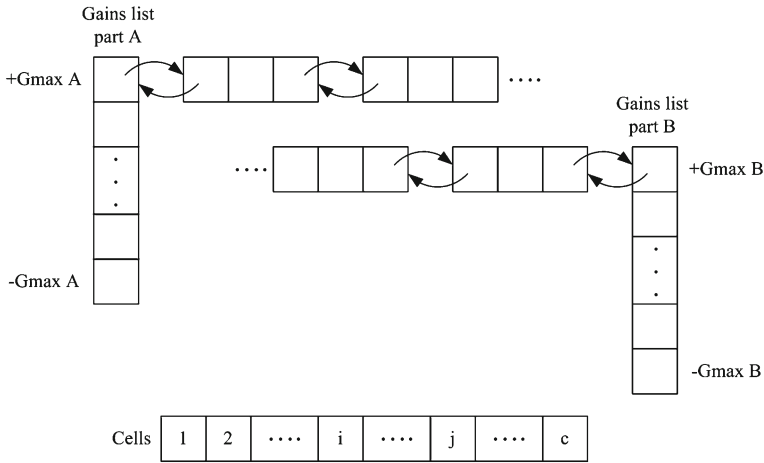 Gains list
part A
+Gmax A
....
Gains list
part B
....
+Gmax B
-Gmax A
-Gmax B
Cells 1 2 .... i .... j .... c